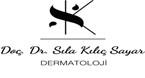 Doç. Dr. Sıla Kılıç Sayar
DERMATOLOJİ